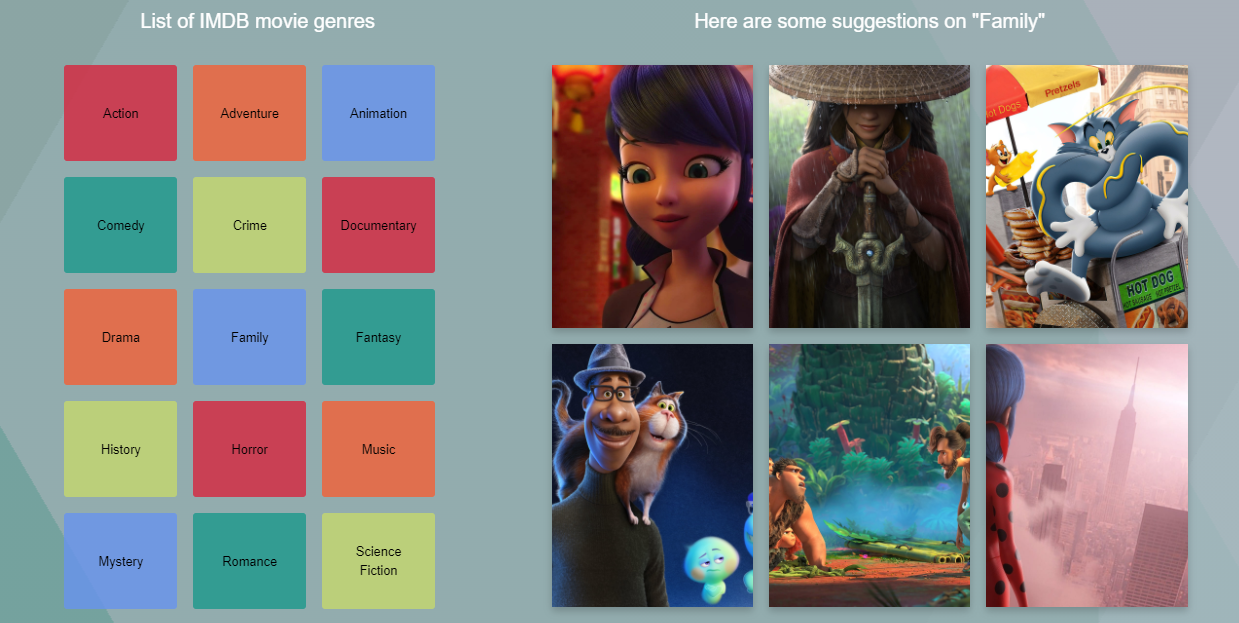 List of IMDB movie genres
Here are some suggestions on "Family"
Action
Adventure
Animation
Comedy
Crime
Documentary
Drama
Family
Fantasy
History
Horror
Music
Mystery
Romance
Science
Fiction
Pretzels
Hot Dogs
HOT DOG